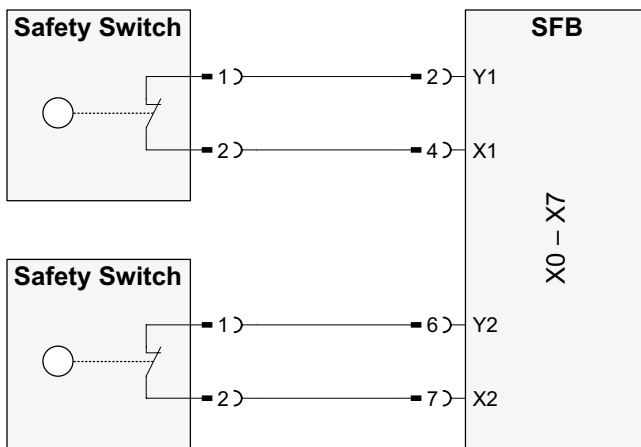 Safety Switch
SFB
1
2
Y1
2
4
X1
X0 – X7
Safety Switch
1
6
Y2
2
7
X2